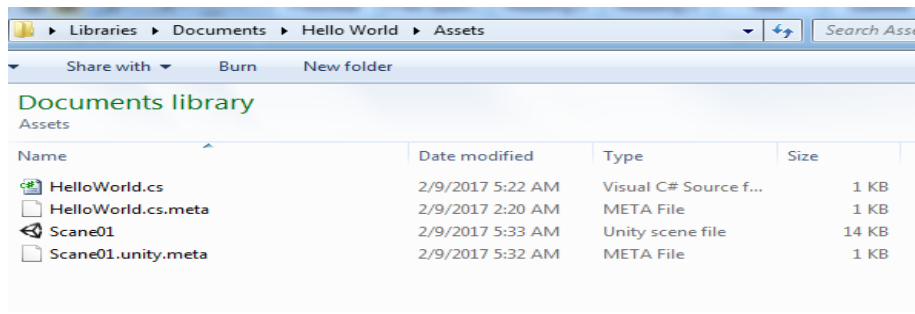 Libraries Documents Hello World Assets Search Asse
Share with Burn New folder
Documents library
Assets
Name Date modified Type Size
HelloWorld.cs 2/9/2017 5:22 AM Visual C# Source f... 1 KB
HelloWorld.cs.meta 2/9/2017 2:20 AM META File 1 KB
Scane01 2/9/2017 5:33 AM Unity scene file 14 KB
Scane01.unity.meta 2/9/2017 5:32 AM META File 1 KB